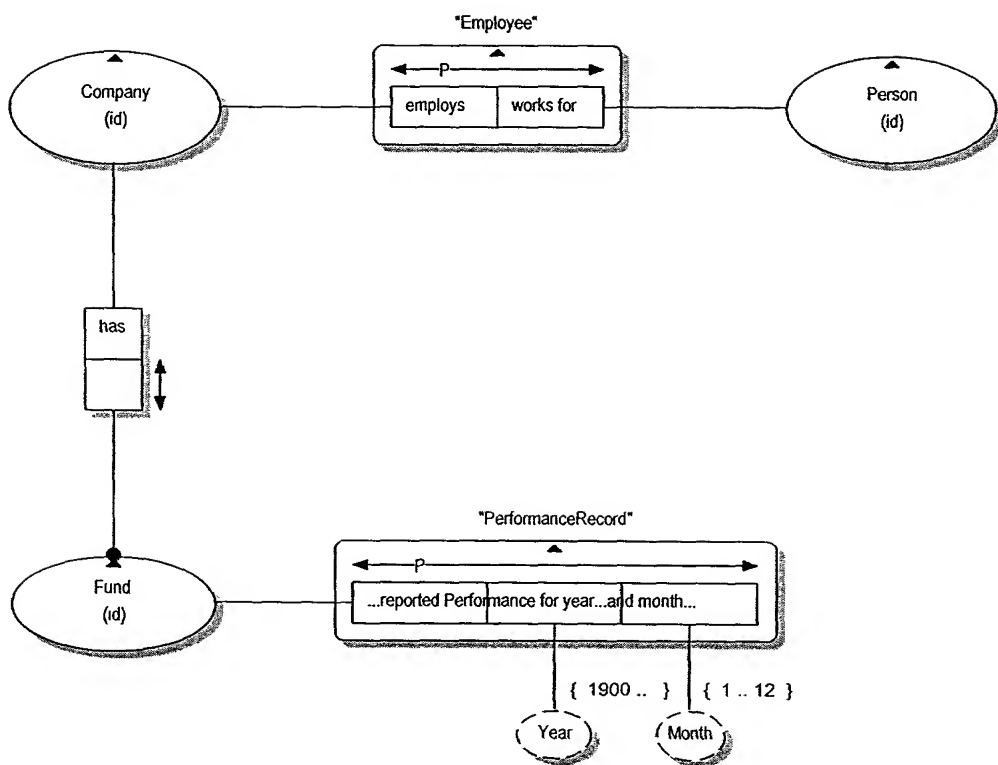 "Employee"
P
Company
(id)
employs
works for
Person
(id)
has
"PerformanceRecord"
P
Fund
(id)
...reported Performance for year...and month...
{ 1900 .. }
{ 1 .. 12 }
Year
Month